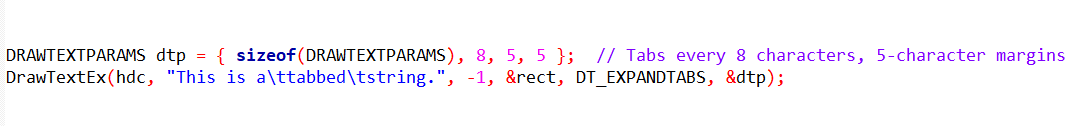 DRAWTEXTPARAMS dtp = { sizeof(DRAWTEXTPARAMS), 8, 5, 5 };  // Tabs every 8 characters, 5-character margins
DrawTextEx(hdc, "This is a\ttabbed\tstring.", -1, &rect, DT_EXPANDTABS, &dtp);